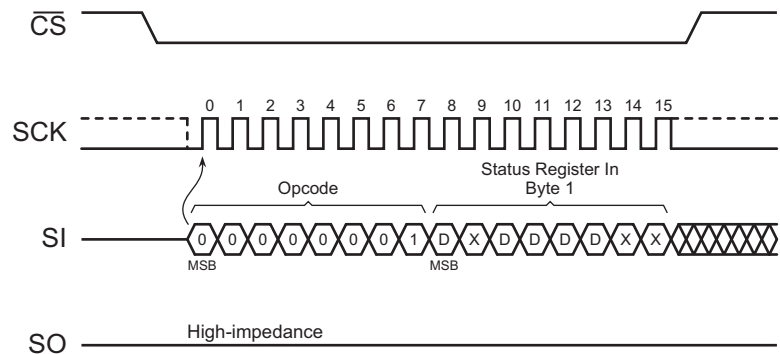 CS
SCK
0 1 2 3 4 5 6 7 8 9 10 11 12 13 14 15
Opcode
Status Register In
Byte 1
SI
0 0 0 0 0 0 0 1 D X D D D D X X
MSB
MSB
SO
High-impedance